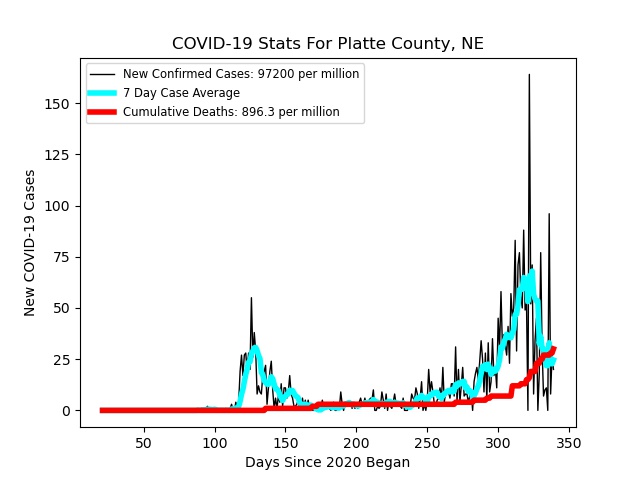 COVID-19 Stats For Platte County, NE
New Confirmed Cases: 97200 per million
7 Day Case Average
Cumulative Deaths: 896.3 per million
New COVID-19 Cases
150
125
100
75
50
25
0
50 100 150 200 250 300 350
Days Since 2020 Began